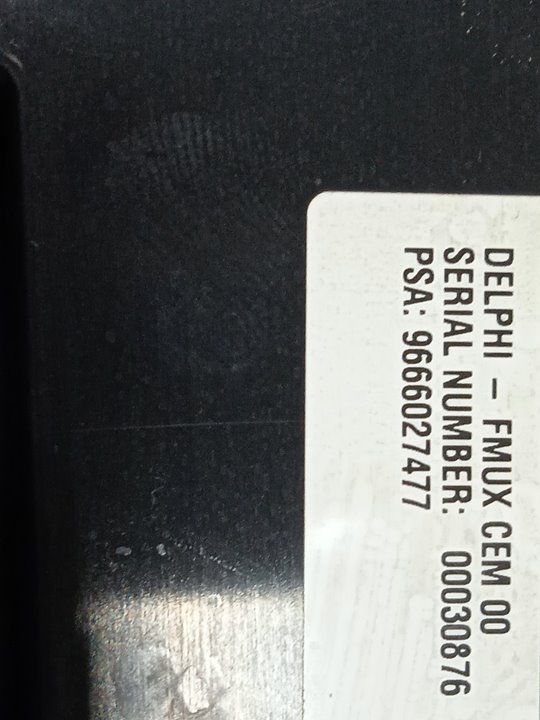 DELPHI – FMUX CEM 00
SERIAL NUMBER: 00030876
PSA: 9666027477